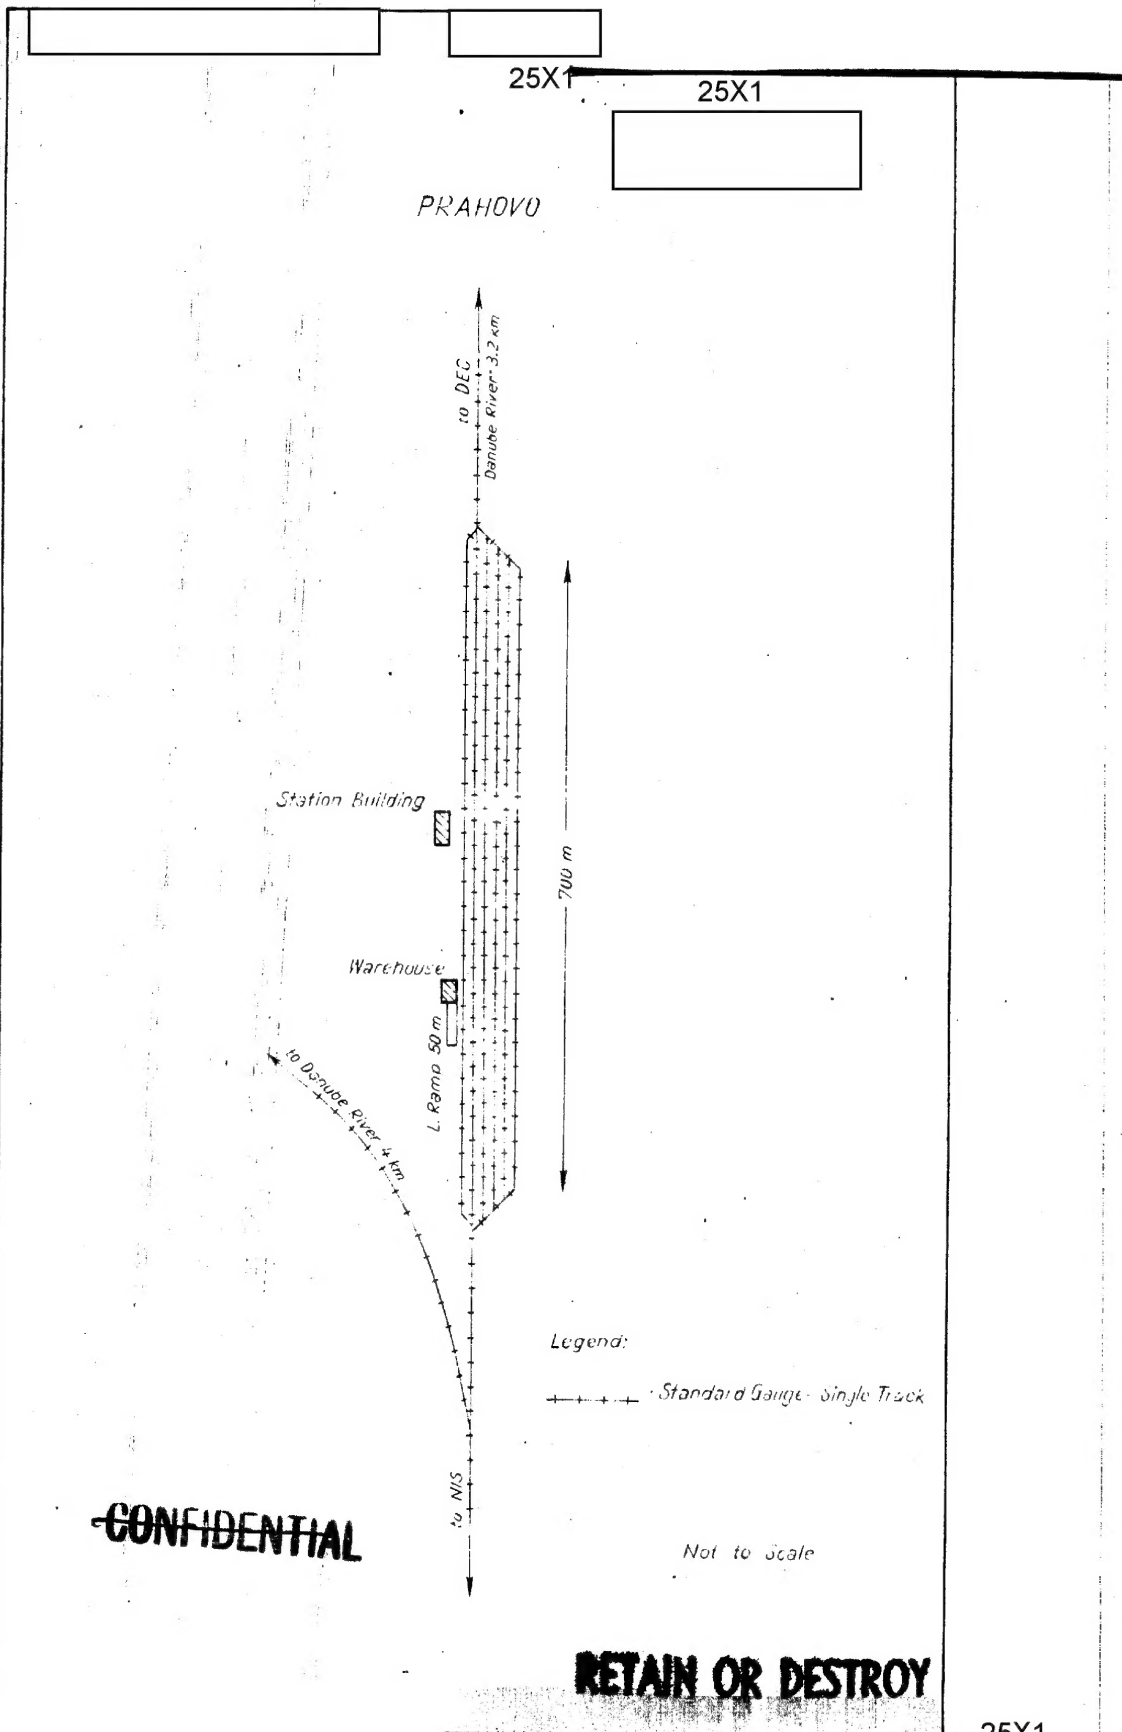 25X1
25X1
PRAHOVO
to DEC
Danube River 3.2 km
Station Building
700 m
Warehouse
L. Ramp 50 m
to Danube River 4 km
Legend:
Standard Gauge - Single Track
to NIS
CONFIDENTIAL
Not to Scale
RETAIN OR DESTROY
25X1